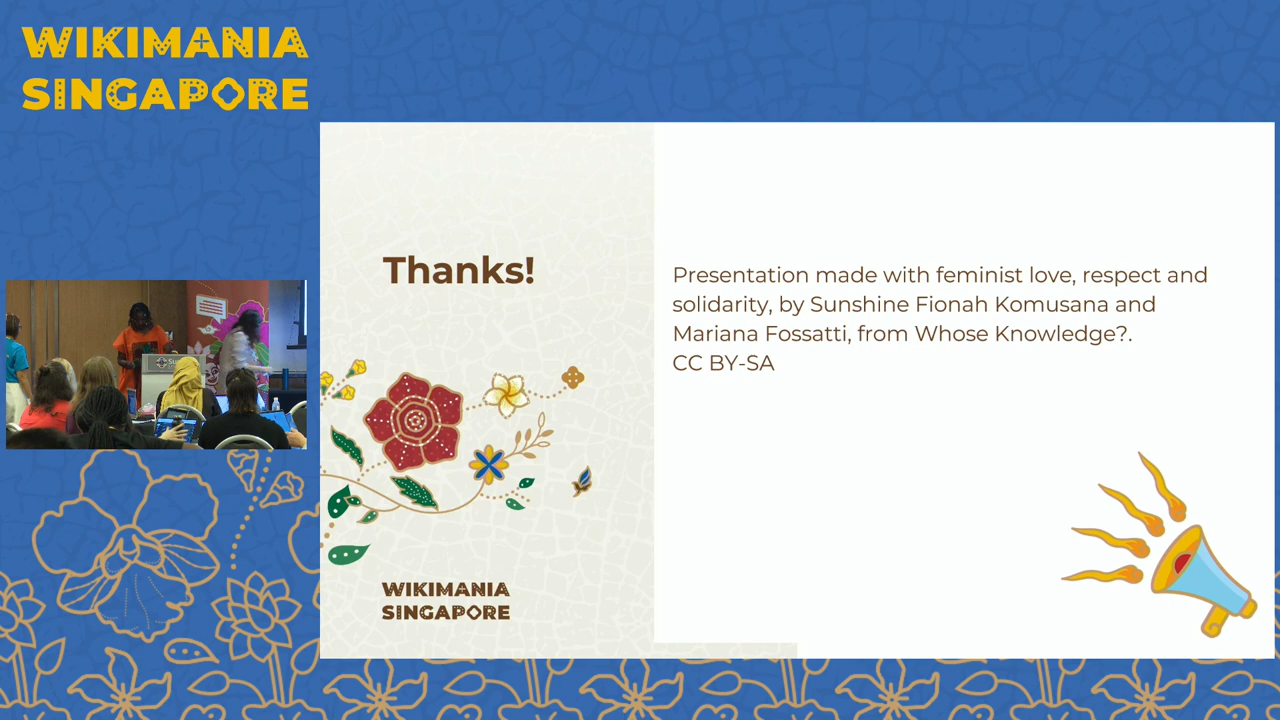 WIKIMANIA
SINGAPORE
Thanks!
Presentation made with feminist love, respect and
solidarity, by Sunshine Fionah Komusana and
Mariana Fossatti, from Whose Knowledge?.
CC BY-SA
WIKIMANIA
SINGAPORE